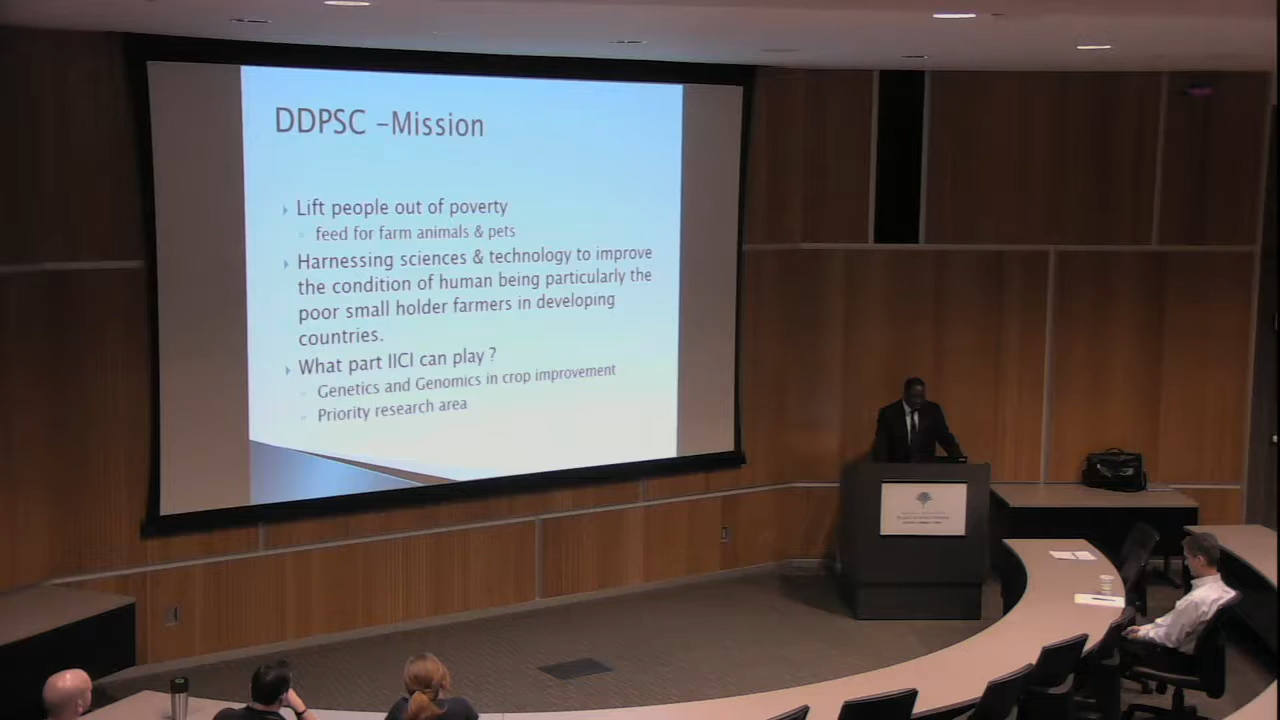 DDPSC –Mission
Lift people out of poverty
feed for farm animals & pets
Harnessing sciences & technology to improve
the condition of human being particularly the
poor small holder farmers in developing
countries.
What part IICI can play ?
Genetics and Genomics in crop improvement
Priority research area